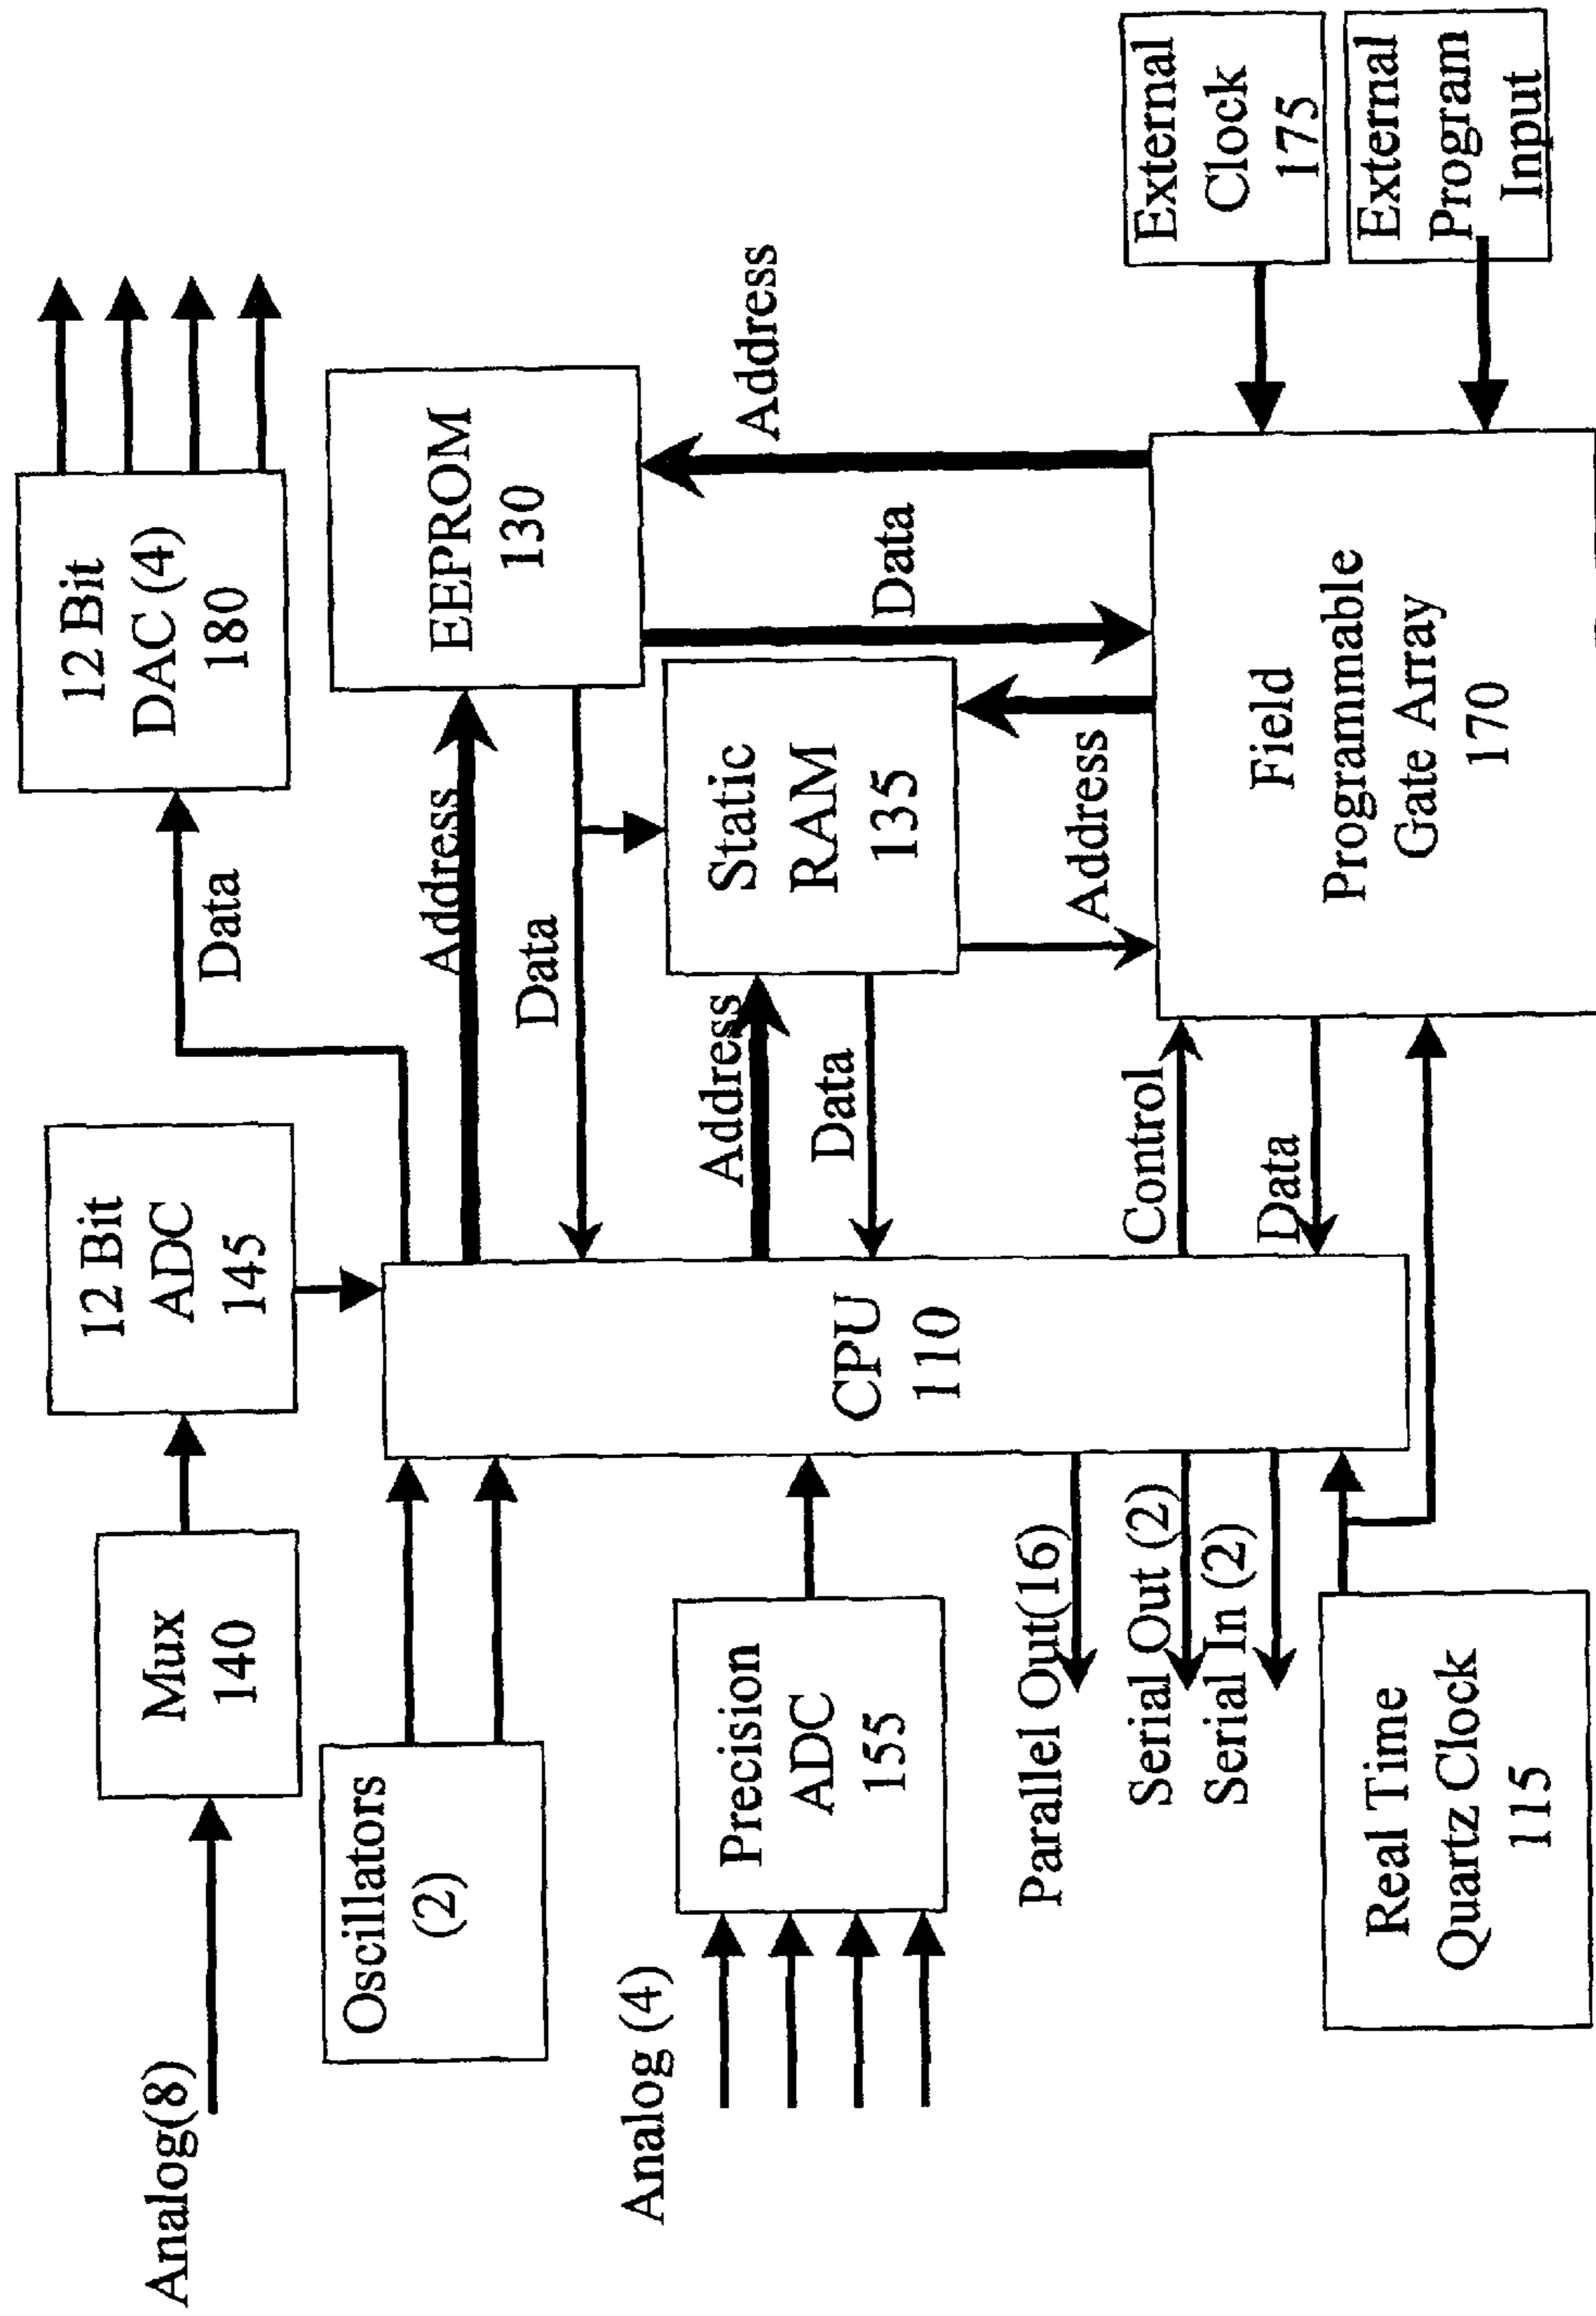 Analog(8)
Mux
140
12 Bit
ADC
145
Data
12 Bit
DAC (4)
180
Oscillators
(2)
Address
Data
EEPROM
130
Analog (4)
Precision
ADC
155
CPU
110
Address
Data
Static
RAM
135
Data
Address
Parallel Out(16)
Serial Out (2)
Serial In (2)
Control
Data
Address
Real Time
Quartz Clock
115
Field
Programmable
Gate Array
170
External
Clock
175
External
Program
Input